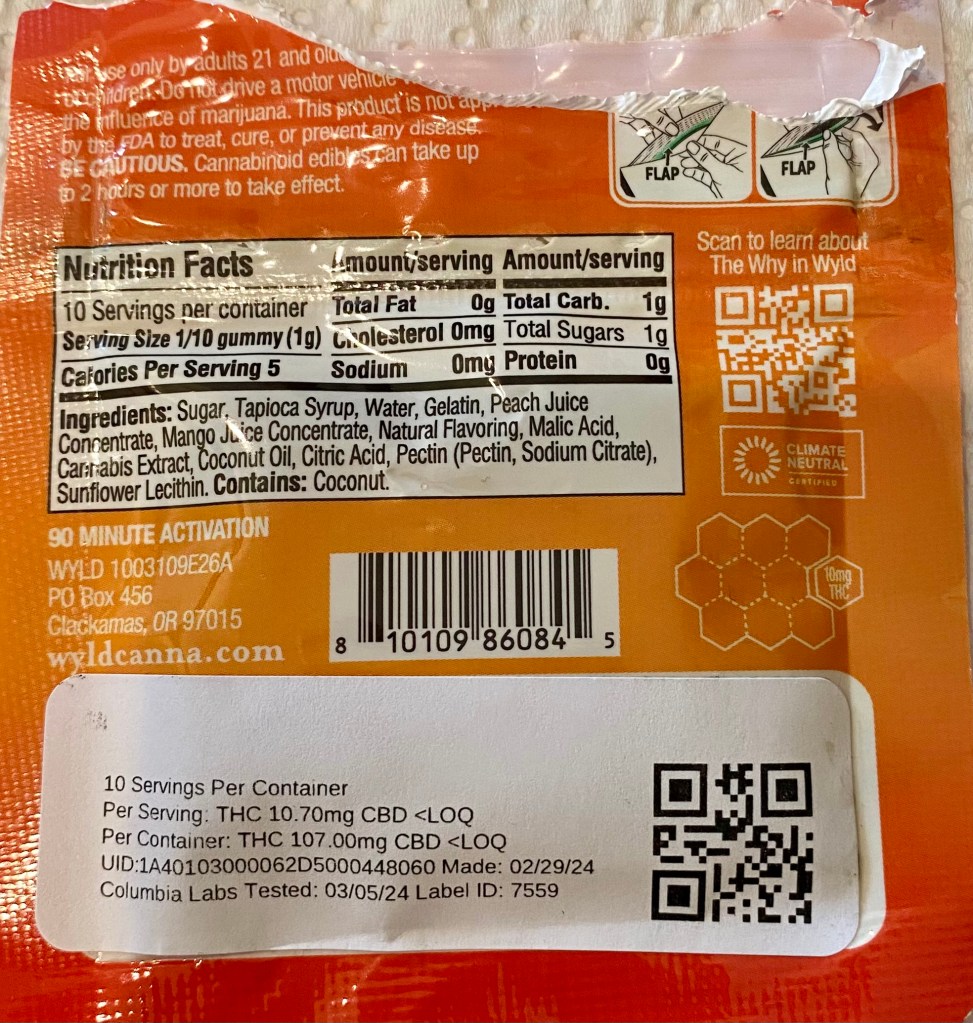 use only by adults 21 and
children. Do not drive a motor vehicle
the influence of marijuana. This product is not
by the FDA to treat, cure, or prevent any disease.
BE CAUTIOUS. Cannabinoid edibles can take up
to 2 hours or more to take effect.
FLAP
FLAP
Scan to learn about
The Why in Wyld
Nutrition Facts
10 Servings per container
Serving Size 1/10 gummy (1g)
Calories Per Serving 5
Amount/serving
Total Fat 0g
Cholesterol 0mg
Sodium 0mg
Amount/serving
Total Carb. 1g
Total Sugars 1g
Protein 0g
Ingredients: Sugar, Tapioca Syrup, Water, Gelatin, Peach Juice
Concentrate, Mango Juice Concentrate, Natural Flavoring, Malic Acid,
Cannabis Extract, Coconut Oil, Citric Acid, Pectin (Pectin, Sodium Citrate),
Sunflower Lecithin. Contains: Coconut.
CLIMATE
NEUTRAL
CERTIFIED
90 MINUTE ACTIVATION
WYLD 1003109E26A
PO Box 456
Clackamas, OR 97015
wyldcanna.com
8 10109 86084 5
10mg
THC
10 Servings Per Container
Per Serving: THC 10.70mg CBD <LOQ
Per Container: THC 107.00mg CBD <LOQ
UID:1A40103000062D5000448060 Made: 02/29/24
Columbia Labs Tested: 03/05/24 Label ID: 7559